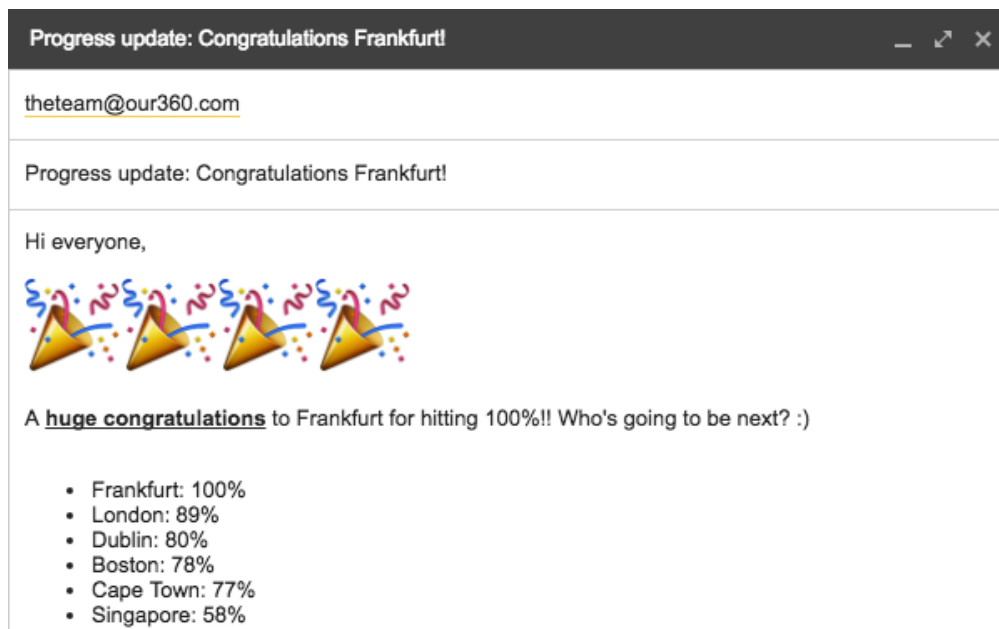 Progress update: Congratulations Frankfurt!
theteam@our360.com
Progress update: Congratulations Frankfurt!
Hi everyone,
A huge congratulations to Frankfurt for hitting 100%!! Who's going to be next? :)
• Frankfurt: 100%
• London: 89%
• Dublin: 80%
• Boston: 78%
• Cape Town: 77%
• Singapore: 58%